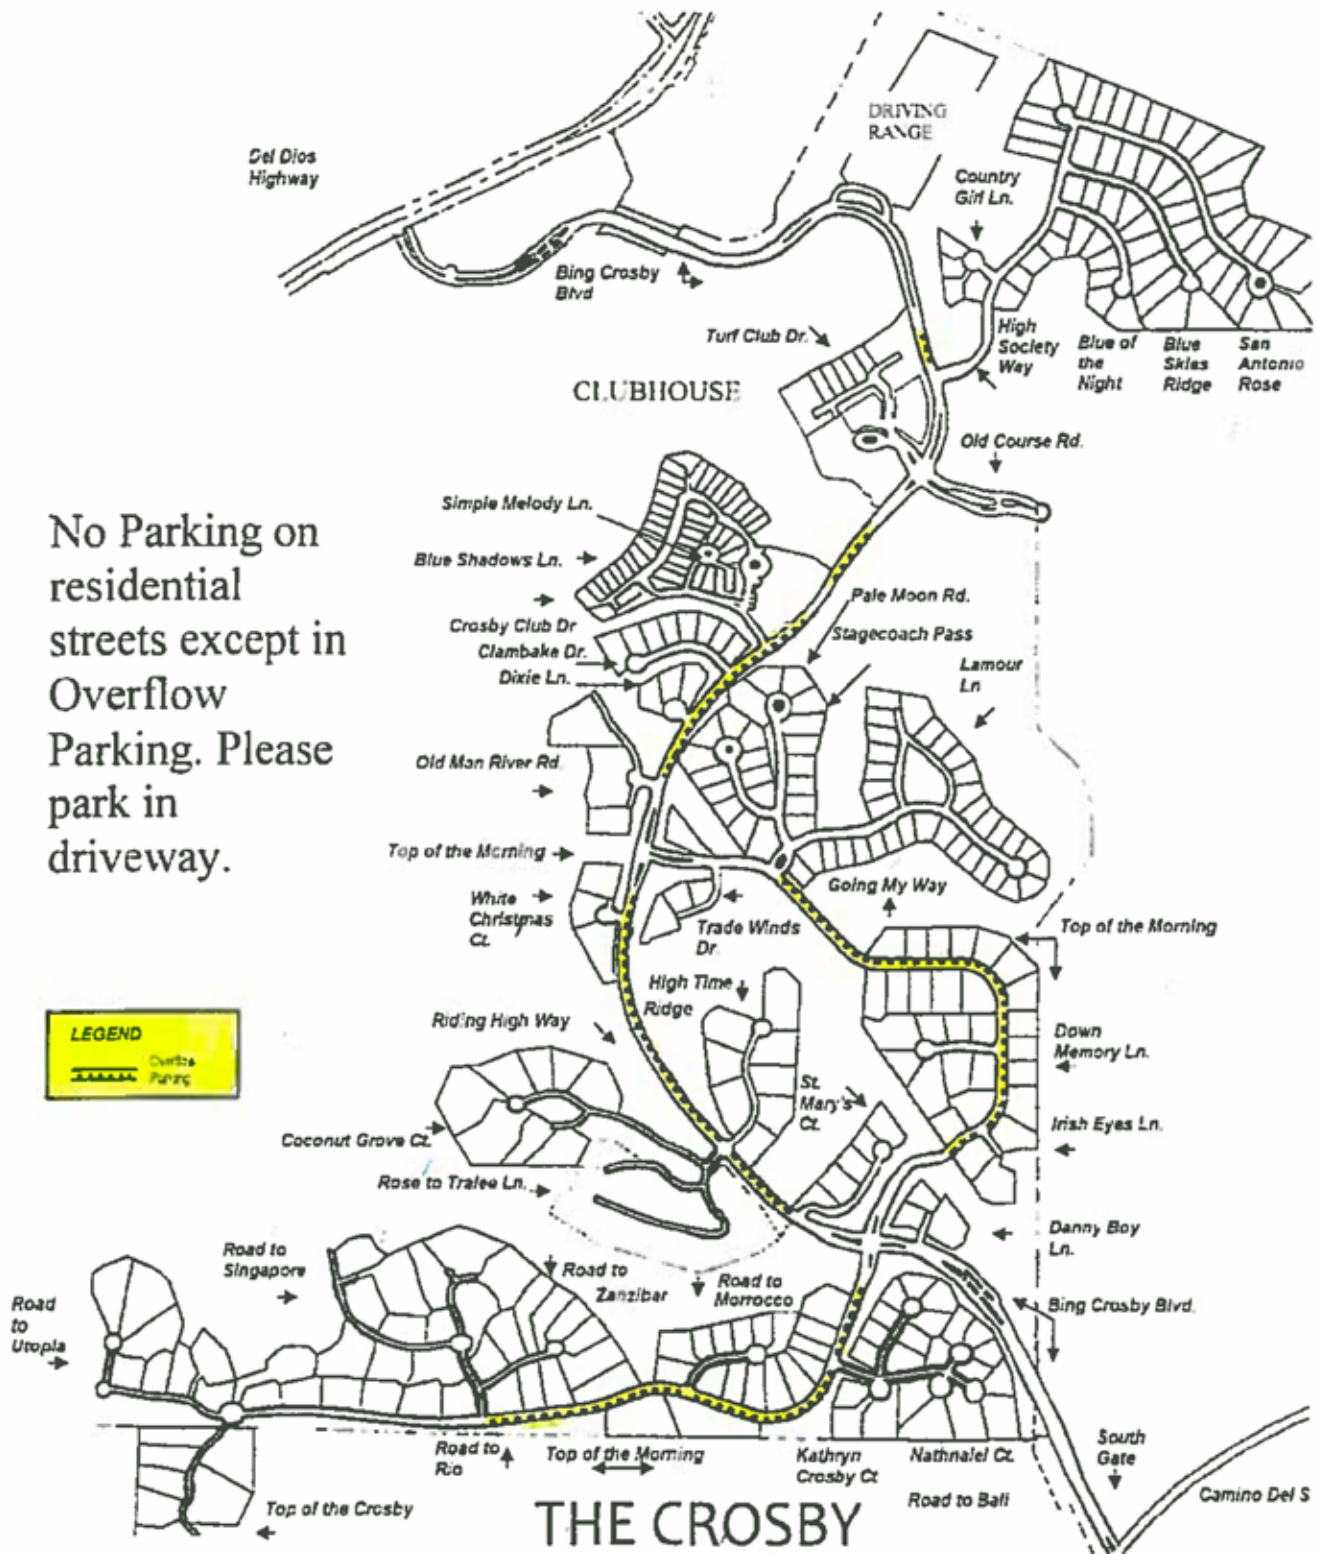 DRIVING
RANGE
Del Dios
Highway
Country
Girl Ln.
Bing Crosby
Blvd
Turf Club Dr.
High
Society
Way
Blue of
the
Night
Blue
Skies
Ridge
San
Antonio
Rose
CLUBHOUSE
Old Course Rd.
Simple Melody Ln.
Blue Shadows Ln.
No Parking on
residential
streets except in
Overflow
Parking. Please
park in
driveway.
Pale Moon Rd.
Crosby Club Dr
Stagecoach Pass
Clambake Dr.
Dixie Ln.
Lamour
Ln
Old Man River Rd.
Top of the Morning
Going My Way
White
Christmas
Ct.
Trade Winds
Dr.
Top of the Morning
High Time
Ridge
Riding High Way
LEGEND
Overflow
Parking
Down
Memory Ln.
St.
Mary's
Ct.
Irish Eyes Ln.
Coconut Grove Ct.
Rose to Tralee Ln.
Danny Boy
Ln.
Road to
Singapore
Road to
Zanzibar
Road to
Morrocco
Road
to
Utopia
Bing Crosby Blvd.
Road to
Rio
Top of the Morning
Kathryn
Crosby Ct
Nathnalel Ct.
South
Gate
Road to Bali
Camino Del S
Top of the Crosby
THE CROSBY